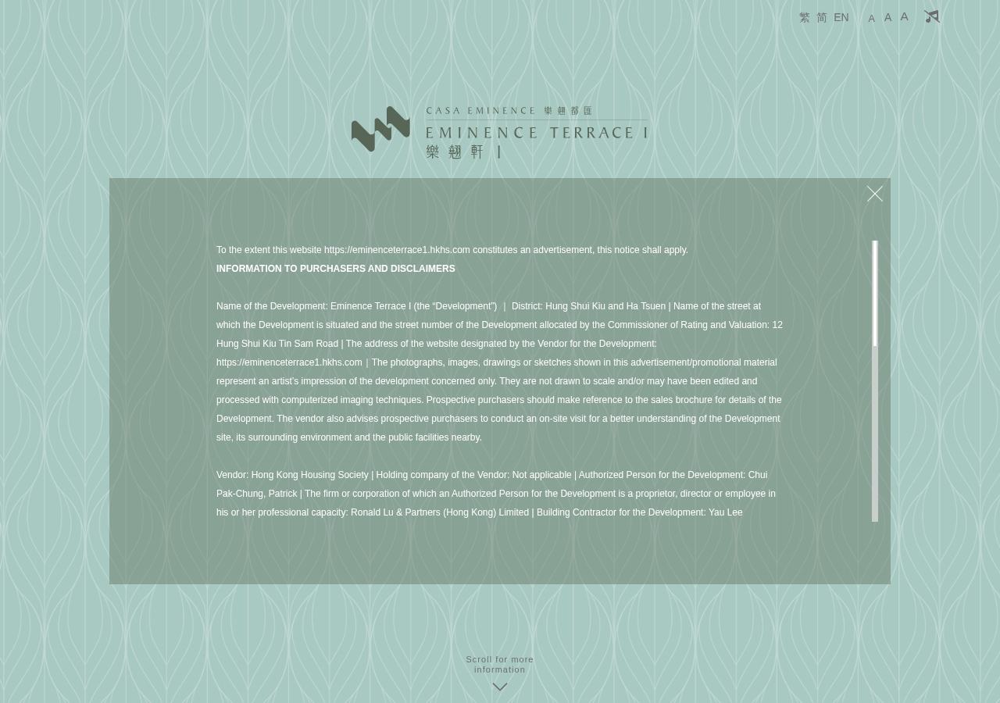 繁 简 EN A A A
CASA EMINENCE 樂翹都匯
EMINENCE TERRACE I
樂翹軒 I
To the extent this website https://eminenceterrace1.hkhs.com constitutes an advertisement, this notice shall apply.
INFORMATION TO PURCHASERS AND DISCLAIMERS
Name of the Development: Eminence Terrace I (the “Development”) ｜ District: Hung Shui Kiu and Ha Tsuen | Name of the street at
which the Development is situated and the street number of the Development allocated by the Commissioner of Rating and Valuation: 12
Hung Shui Kiu Tin Sam Road | The address of the website designated by the Vendor for the Development:
https://eminenceterrace1.hkhs.com｜The photographs, images, drawings or sketches shown in this advertisement/promotional material
represent an artist’s impression of the development concerned only. They are not drawn to scale and/or may have been edited and
processed with computerized imaging techniques. Prospective purchasers should make reference to the sales brochure for details of the
Development. The vendor also advises prospective purchasers to conduct an on-site visit for a better understanding of the Development
site, its surrounding environment and the public facilities nearby.
Vendor: Hong Kong Housing Society | Holding company of the Vendor: Not applicable | Authorized Person for the Development: Chui
Pak-Chung, Patrick | The firm or corporation of which an Authorized Person for the Development is a proprietor, director or employee in
his or her professional capacity: Ronald Lu & Partners (Hong Kong) Limited | Building Contractor for the Development: Yau Lee
Scroll for more
information